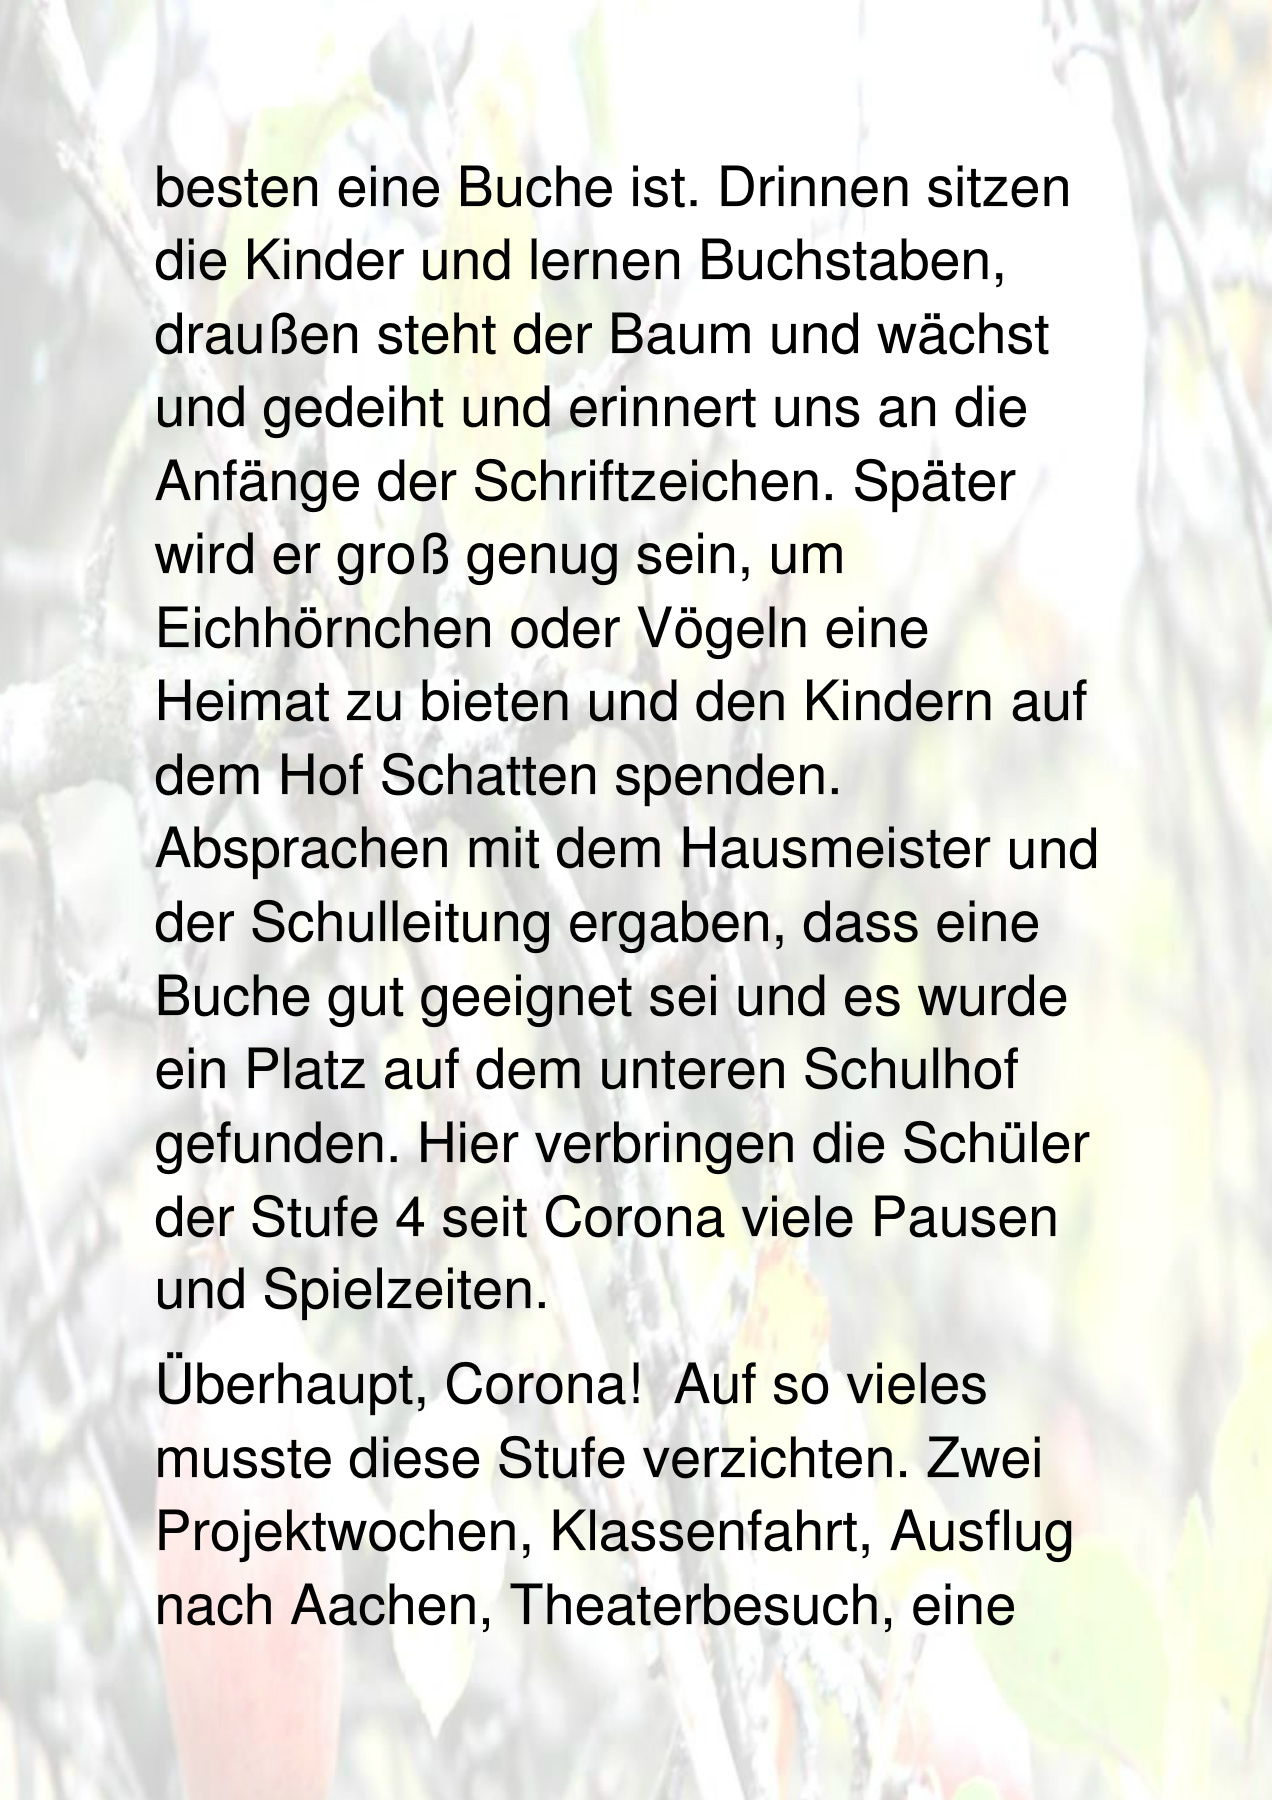 besten eine Buche ist. Drinnen sitzen
die Kinder und lernen Buchstaben,
draußen steht der Baum und wächst
und gedeiht und erinnert uns an die
Anfänge der Schriftzeichen. Später
wird er groß genug sein, um
Eichhörnchen oder Vögeln eine
Heimat zu bieten und den Kindern auf
dem Hof Schatten spenden.
Absprachen mit dem Hausmeister und
der Schulleitung ergaben, dass eine
Buche gut geeignet sei und es wurde
ein Platz auf dem unteren Schulhof
gefunden. Hier verbringen die Schüler
der Stufe 4 seit Corona viele Pausen
und Spielzeiten.
Überhaupt, Corona!  Auf so vieles
musste diese Stufe verzichten. Zwei
Projektwochen, Klassenfahrt, Ausflug
nach Aachen, Theaterbesuch, eine